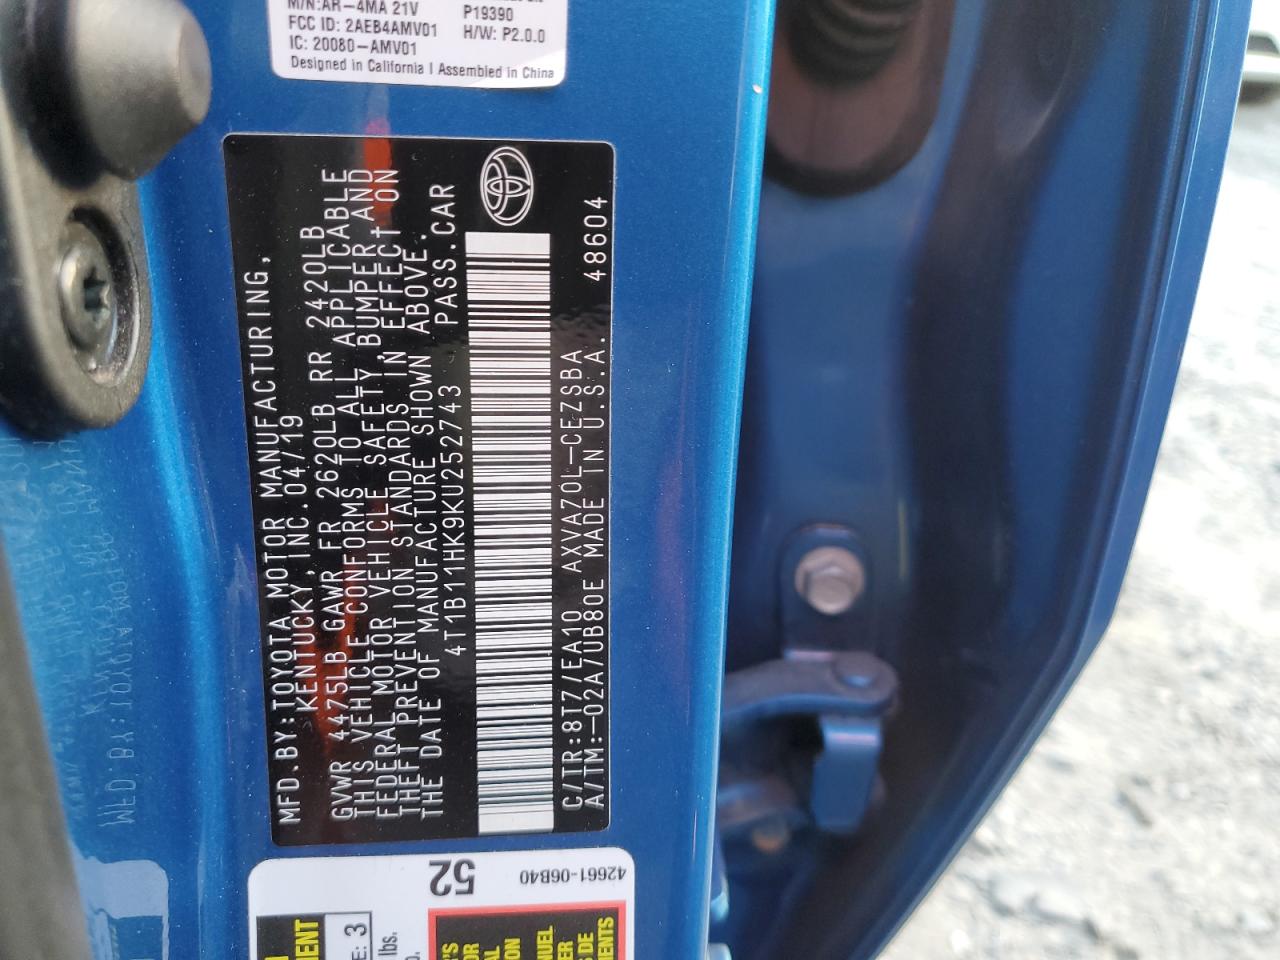 M/N:AR-4MA 21V
FCC ID: 2AEB4AMV01
IC: 20080-AMV01
P19390
H/W: P2.0.0
Designed in California | Assembled in China
MFD.BY:TOYOTA MOTOR MANUFACTURING,
KENTUCKY, INC. 04/19
GVWR 4475LB GAWR FR 2620LB RR 2420LB
THIS VEHICLE CONFORMS TO ALL APPLICABLE
FEDERAL MOTOR VEHICLE SAFETY, BUMPER, AND
THEFT PREVENTION STANDARDS IN EFFECT ON
THE DATE OF MANUFACTURE SHOWN ABOVE.
4T1B11HK9KU252743 PASS.CAR
C/TR:8T7/EA10 AXVA70L-CEZSBA
A/TM:-02A/UB80E MADE IN U.S.A. 48604
52
42661-06B40
3
lbs.